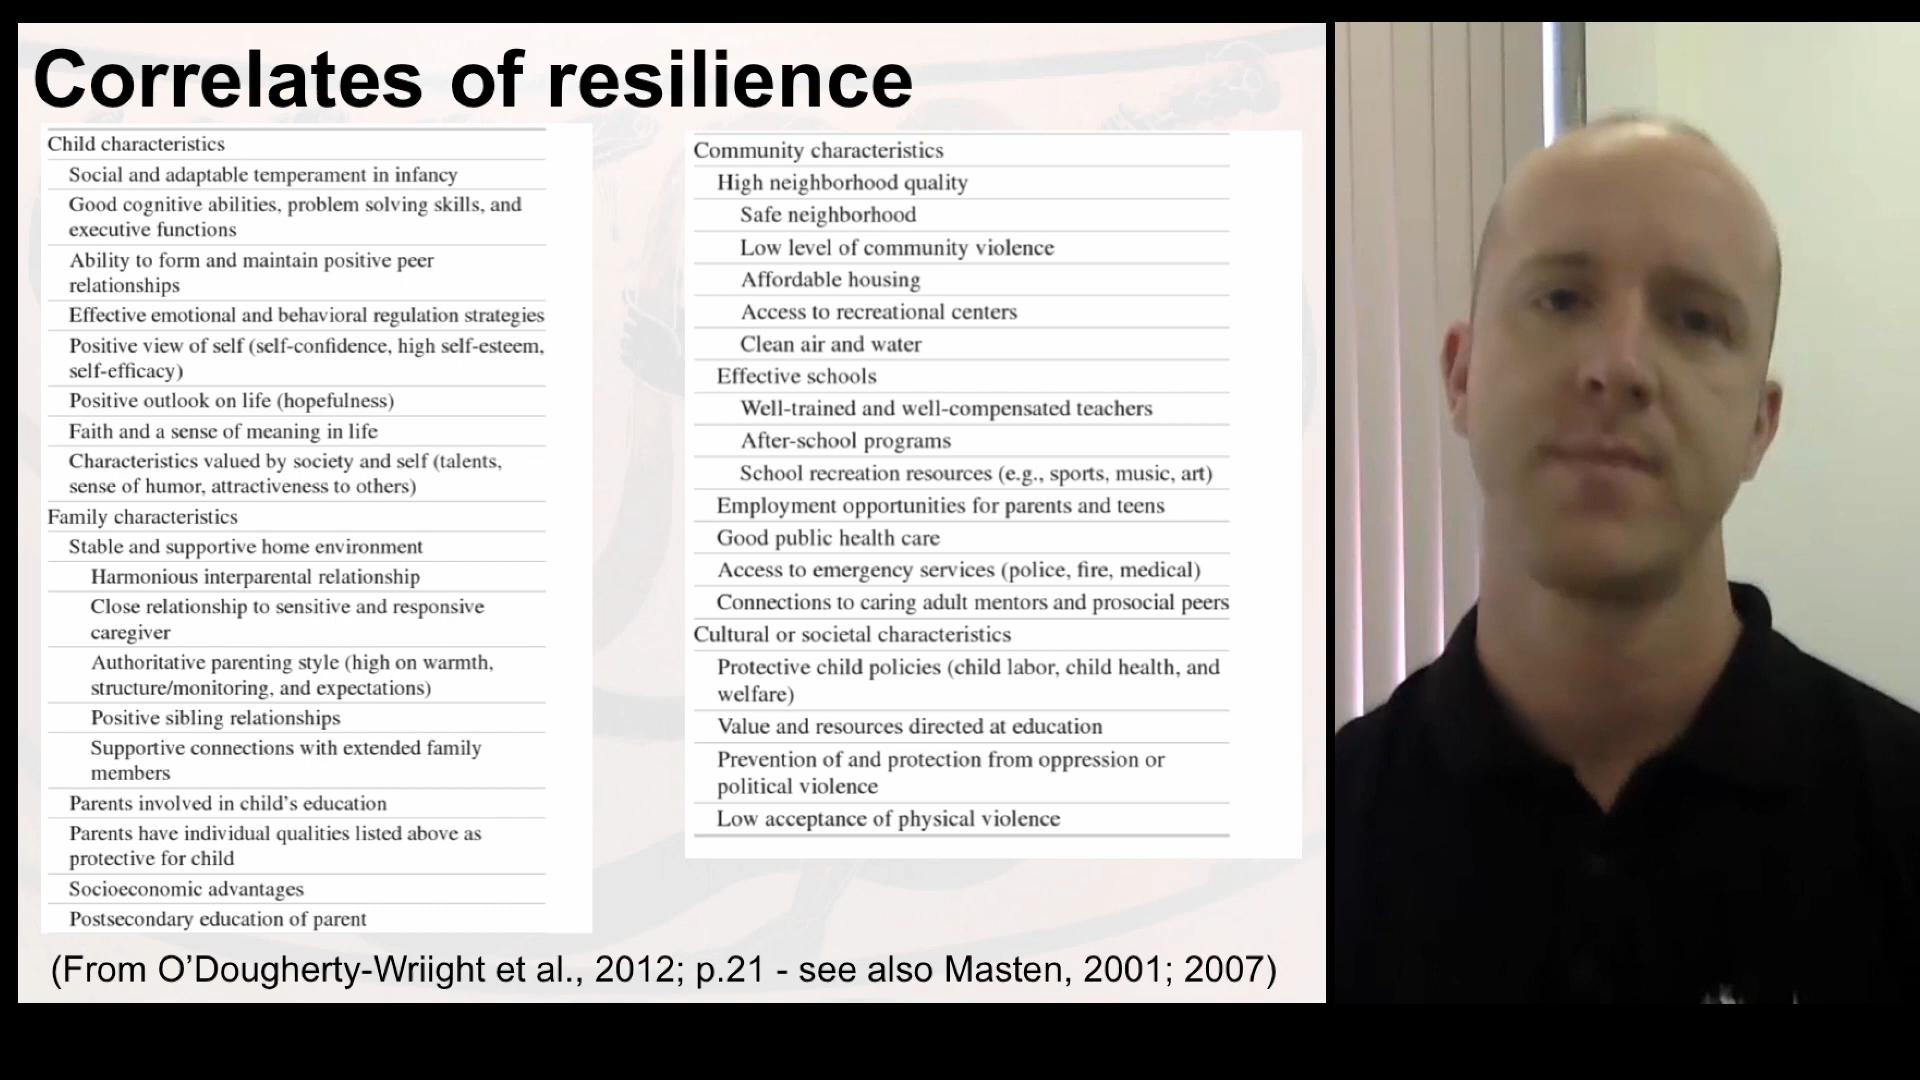 Correlates of resilience
Child characteristics
Social and adaptable temperament in infancy
Good cognitive abilities, problem solving skills, and
executive functions
Ability to form and maintain positive peer
relationships
Effective emotional and behavioral regulation strategies
Positive view of self (self-confidence, high self-esteem,
self-efficacy)
Positive outlook on life (hopefulness)
Faith and a sense of meaning in life
Characteristics valued by society and self (talents,
sense of humor, attractiveness to others)
Family characteristics
Stable and supportive home environment
Harmonious interparental relationship
Close relationship to sensitive and responsive
caregiver
Authoritative parenting style (high on warmth,
structure/monitoring, and expectations)
Positive sibling relationships
Supportive connections with extended family
members
Parents involved in child's education
Parents have individual qualities listed above as
protective for child
Socioeconomic advantages
Postsecondary education of parent
Community characteristics
High neighborhood quality
Safe neighborhood
Low level of community violence
Affordable housing
Access to recreational centers
Clean air and water
Effective schools
Well-trained and well-compensated teachers
After-school programs
School recreation resources (e.g., sports, music, art)
Employment opportunities for parents and teens
Good public health care
Access to emergency services (police, fire, medical)
Connections to caring adult mentors and prosocial peers
Cultural or societal characteristics
Protective child policies (child labor, child health, and
welfare)
Value and resources directed at education
Prevention of and protection from oppression or
political violence
Low acceptance of physical violence
(From O’Dougherty-Wriight et al., 2012; p.21 - see also Masten, 2001; 2007)